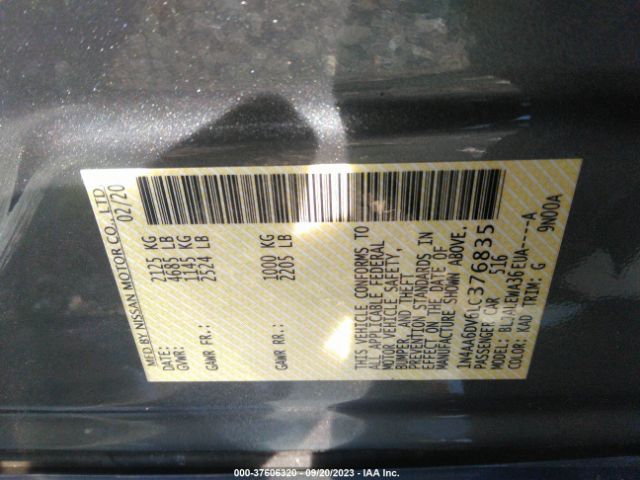 MFD BY NISSAN MOTOR CO., LTD
DATE: 02/20
GVWR: 2125 KG
4685 LB
GAWR FR.: 1145 KG
2524 LB
GAWR RR.: 1000 KG
2205 LB
THIS VEHICLE CONFORMS TO
ALL APPLICABLE FEDERAL
MOTOR VEHICLE SAFETY,
BUMPER, AND THEFT
PREVENTION STANDARDS IN
EFFECT ON THE DATE OF
MANUFACTURE SHOWN ABOVE.
1N4AA6DV6LC376835
PASSENGER CAR 516
MODEL: EUA----A
COLOR: KAD TRIM: G 9N00A
000-37606320 - 09/20/2023 - IAA Inc.